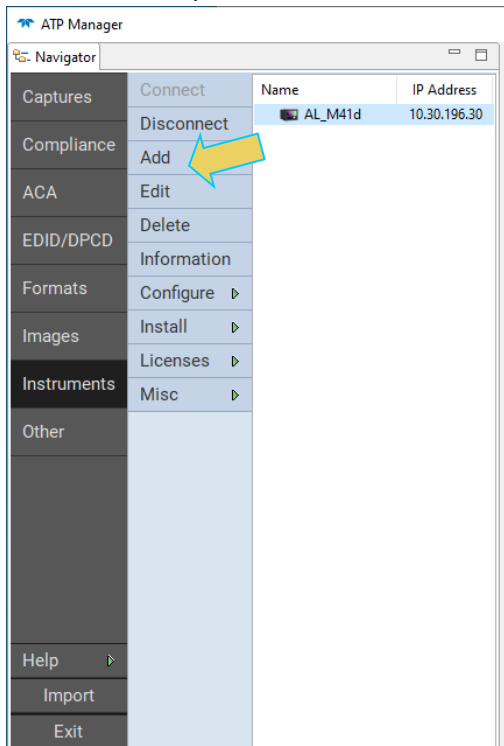 ATP Manager
Navigator
Captures
Compliance
ACA
EDID/DPCD
Formats
Images
Instruments
Other
Help
Import
Exit
Connect
Disconnect
Add
Edit
Delete
Information
Configure
Install
Licenses
Misc
Name IP Address
AL_M41d 10.30.196.30